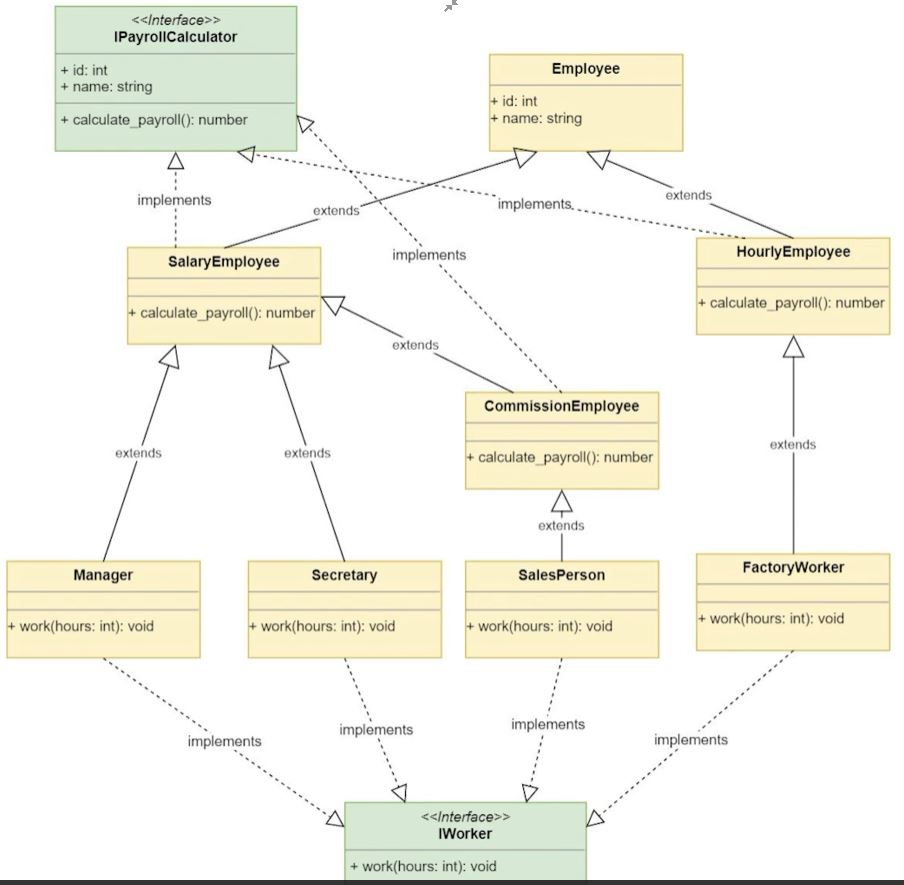 <<Interface>>
IPayrollCalculator
+ id: int
+ name: string
+ calculate_payroll(): number
Employee
+ id: int
+ name: string
implements
extends
implements
extends
implements
SalaryEmployee
+ calculate_payroll(): number
HourlyEmployee
+ calculate_payroll(): number
extends
CommissionEmployee
+ calculate_payroll(): number
extends
extends
extends
extends
Manager
+ work(hours: int): void
Secretary
+ work(hours: int): void
SalesPerson
+ work(hours: int): void
FactoryWorker
+ work(hours: int): void
implements
implements
implements
implements
<<Interface>>
IWorker
+ work(hours: int): void